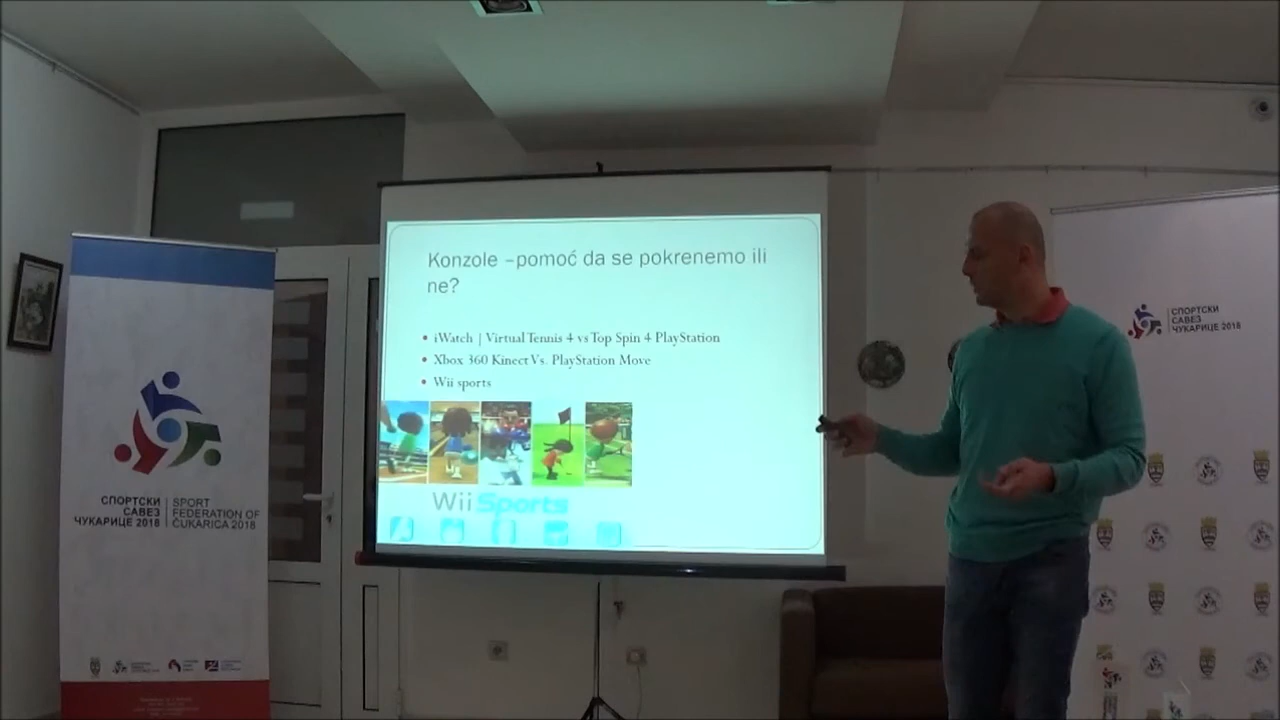 Konzole –pomoć da se pokrenemo ili
ne?
• iWatch | Virtual Tennis 4 vs Top Spin 4 PlayStation
• Xbox 360 Kinect Vs. PlayStation Move
• Wii sports
Wii Sports
СПОРТСКИ
САВЕЗ
ЧУКАРИЦЕ 2018
SPORT
FEDERATION OF
ČUKARICA 2018
СПОРТСКИ
САВЕЗ
ЧУКАРИЦЕ 2018